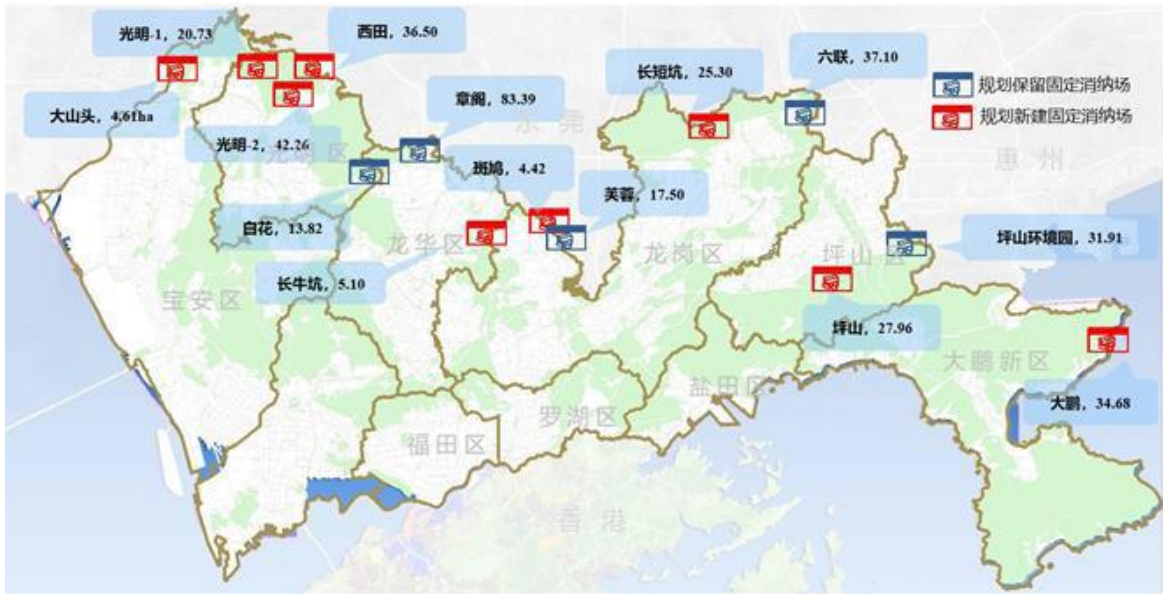 光明-1，20.73
西田，36.50
长短坑，25.30
六联，37.10
规划保留固定消纳场
规划新建固定消纳场
大山头，4.61ha
章阁，83.39
东莞
惠州
光明-2，42.26
光明区
斑鸠，4.42
芙蓉，17.50
白花，13.82
龙华区
龙岗区
坪山区
坪山环境园，31.91
长牛坑，5.10
宝安区
坪山，27.96
大鹏新区
盐田区
大鹏，34.68
罗湖区
福田区
香港